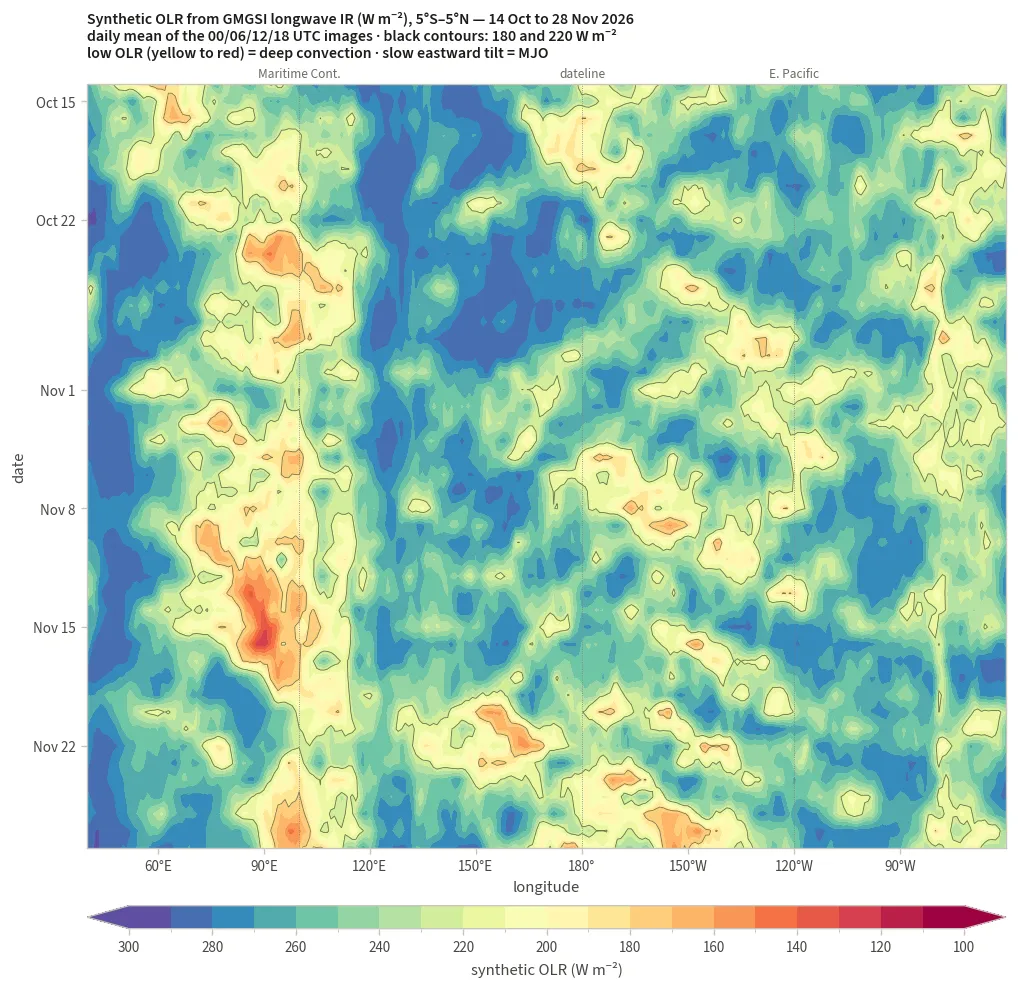 Synthetic OLR from GMGSI longwave IR (W m⁻²), 5°S–5°N — 14 Oct to 28 Nov 2026
daily mean of the 00/06/12/18 UTC images · black contours: 180 and 220 W m⁻²
low OLR (yellow to red) = deep convection · slow eastward tilt = MJO
Maritime Cont. dateline E. Pacific
Oct 15
Oct 22
Nov 1
Nov 8
Nov 15
Nov 22
date
60°E 90°E 120°E 150°E 180° 150°W 120°W 90°W
longitude
300 280 260 240 220 200 180 160 140 120 100
synthetic OLR (W m⁻²)